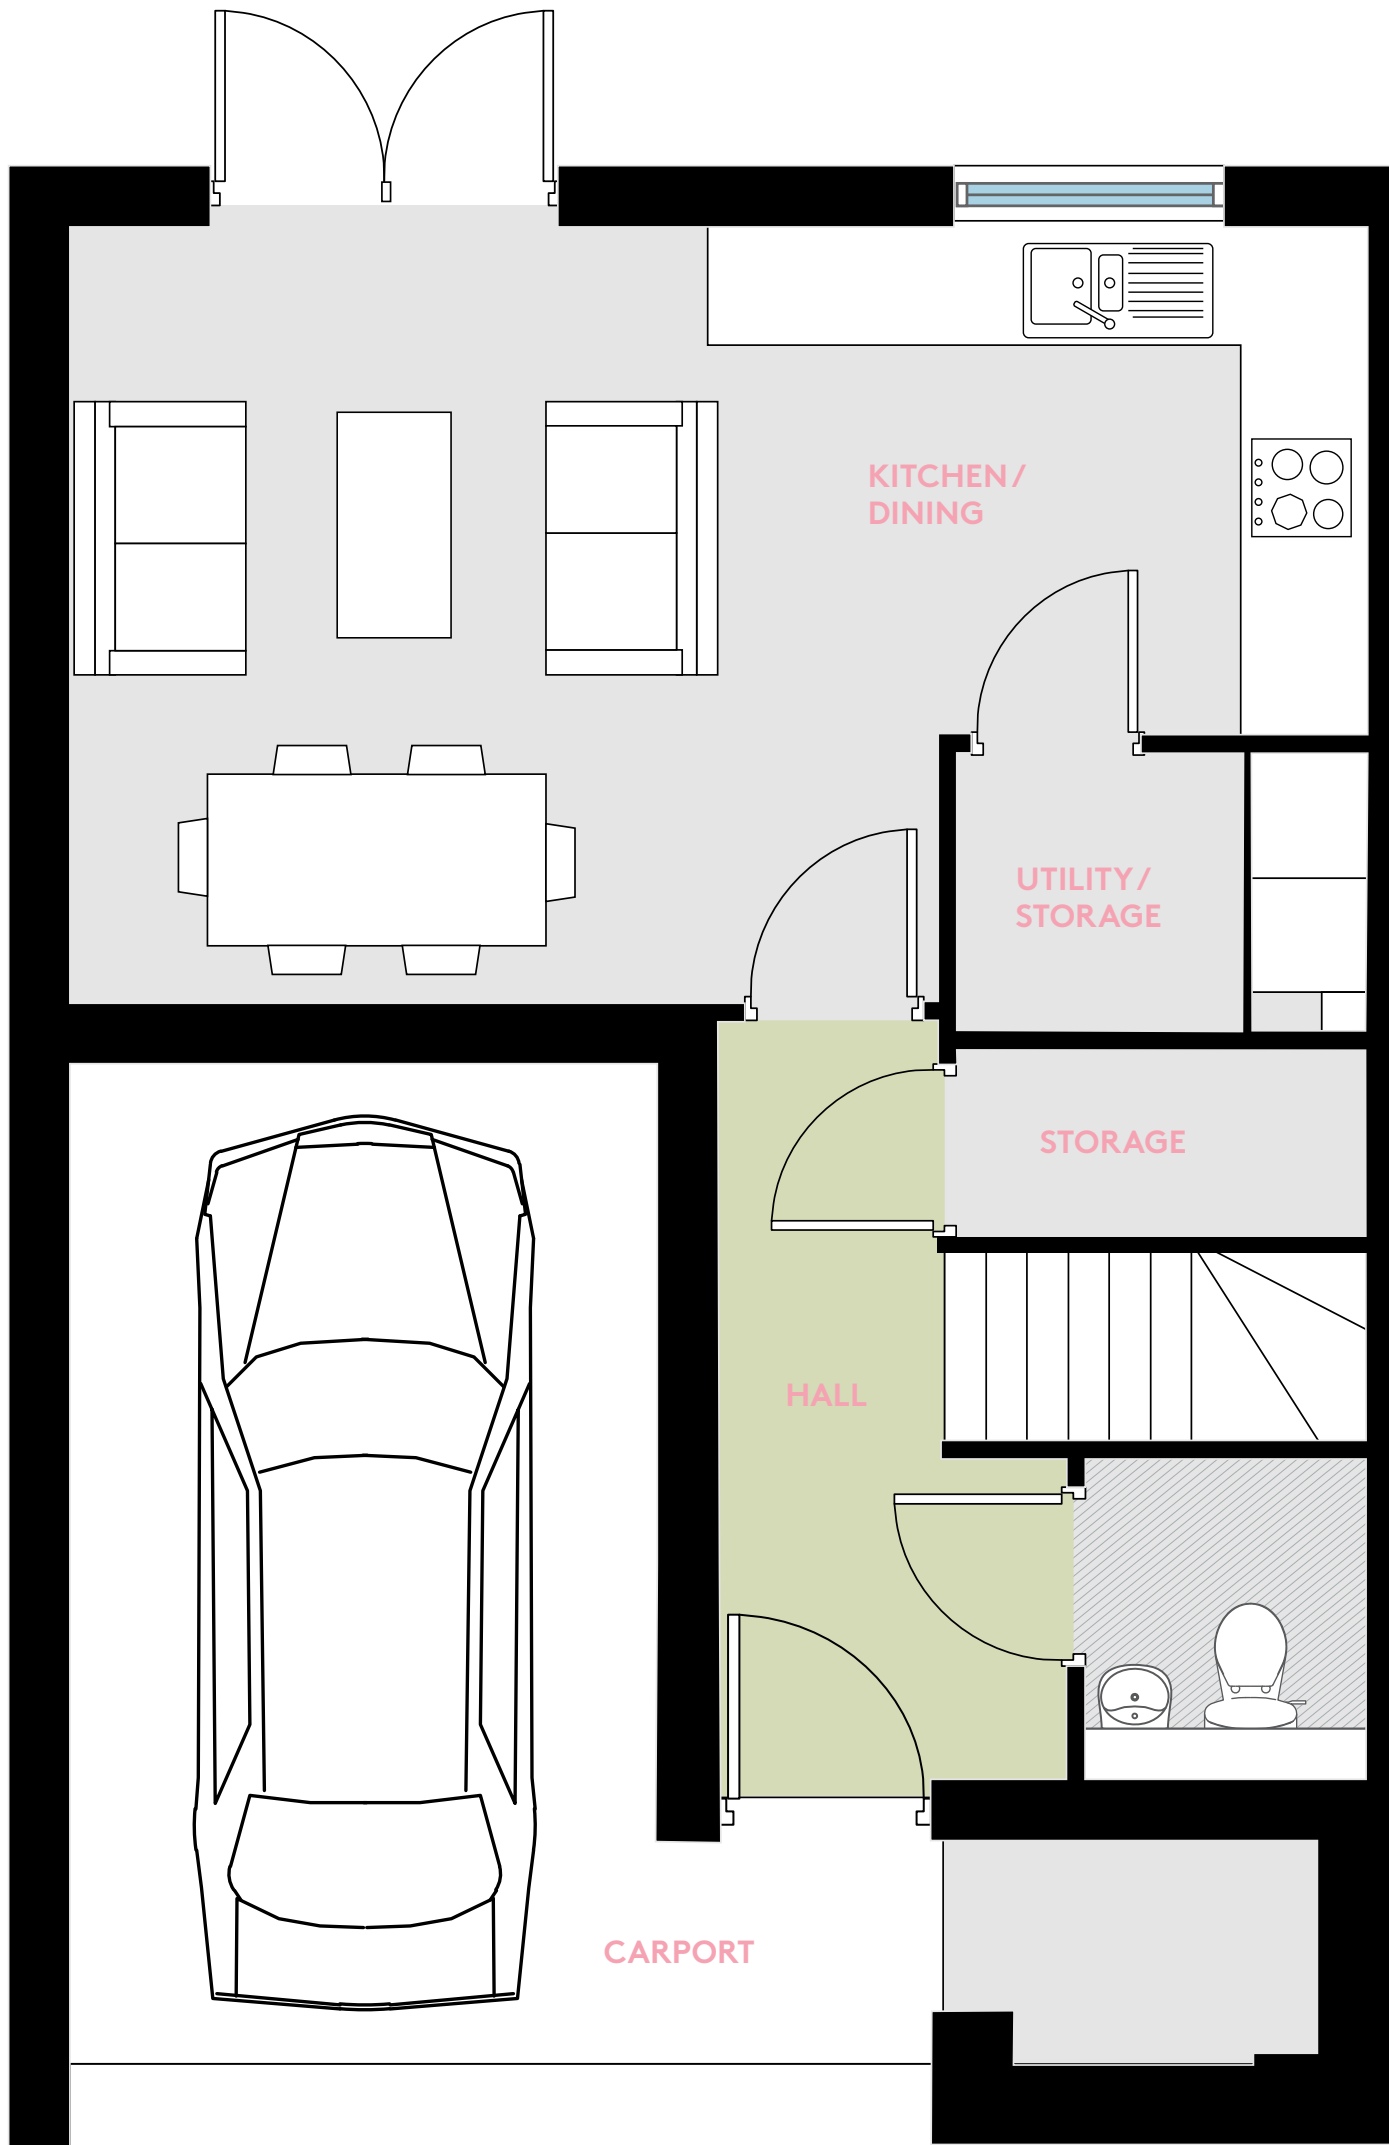 KITCHEN/
DINING
UTILITY/
STORAGE
STORAGE
HALL
CARPORT